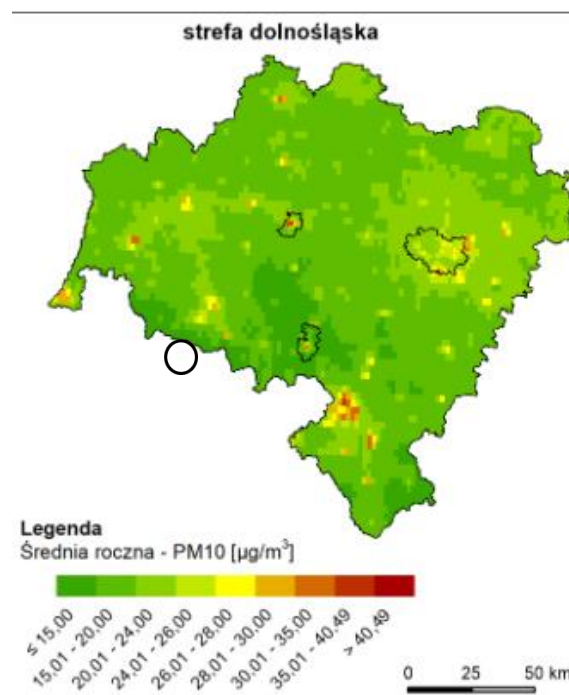 strefa dolnośląska
Legenda
Średnia roczna - PM10 [µg/m³]
≤ 15,00
15,01 - 20,00
20,01 - 24,00
24,01 - 26,00
26,01 - 28,00
28,01 - 30,00
30,01 - 35,00
35,01 - 40,49
> 40,49
0 25 50 km